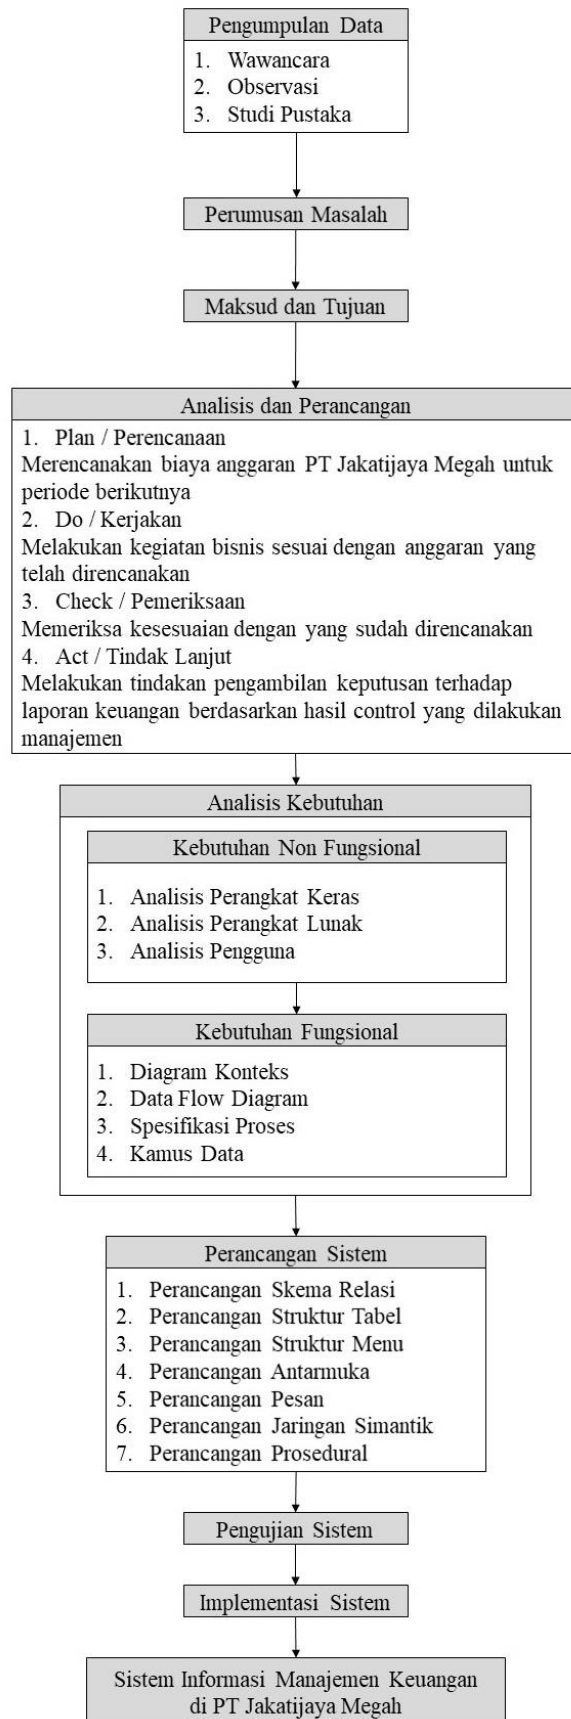 Pengumpulan Data
1. Wawancara
2. Observasi
3. Studi Pustaka
Perumusan Masalah
Maksud dan Tujuan
Analisis dan Perancangan
1. Plan / Perencanaan
Merencanakan biaya anggaran PT Jakatijaya Megah untuk
periode berikutnya
2. Do / Kerjakan
Melakukan kegiatan bisnis sesuai dengan anggaran yang
telah direncanakan
3. Check / Pemeriksaan
Memeriksa kesesuaian dengan yang sudah direncanakan
4. Act / Tindak Lanjut
Melakukan tindakan pengambilan keputusan terhadap
laporan keuangan berdasarkan hasil control yang dilakukan
manajemen
Analisis Kebutuhan
Kebutuhan Non Fungsional
1. Analisis Perangkat Keras
2. Analisis Perangkat Lunak
3. Analisis Pengguna
Kebutuhan Fungsional
1. Diagram Konteks
2. Data Flow Diagram
3. Spesifikasi Proses
4. Kamus Data
Perancangan Sistem
1. Perancangan Skema Relasi
2. Perancangan Struktur Tabel
3. Perancangan Struktur Menu
4. Perancangan Antarmuka
5. Perancangan Pesan
6. Perancangan Jaringan Simantik
7. Perancangan Prosedural
Pengujian Sistem
Implementasi Sistem
Sistem Informasi Manajemen Keuangan
di PT Jakatijaya Megah